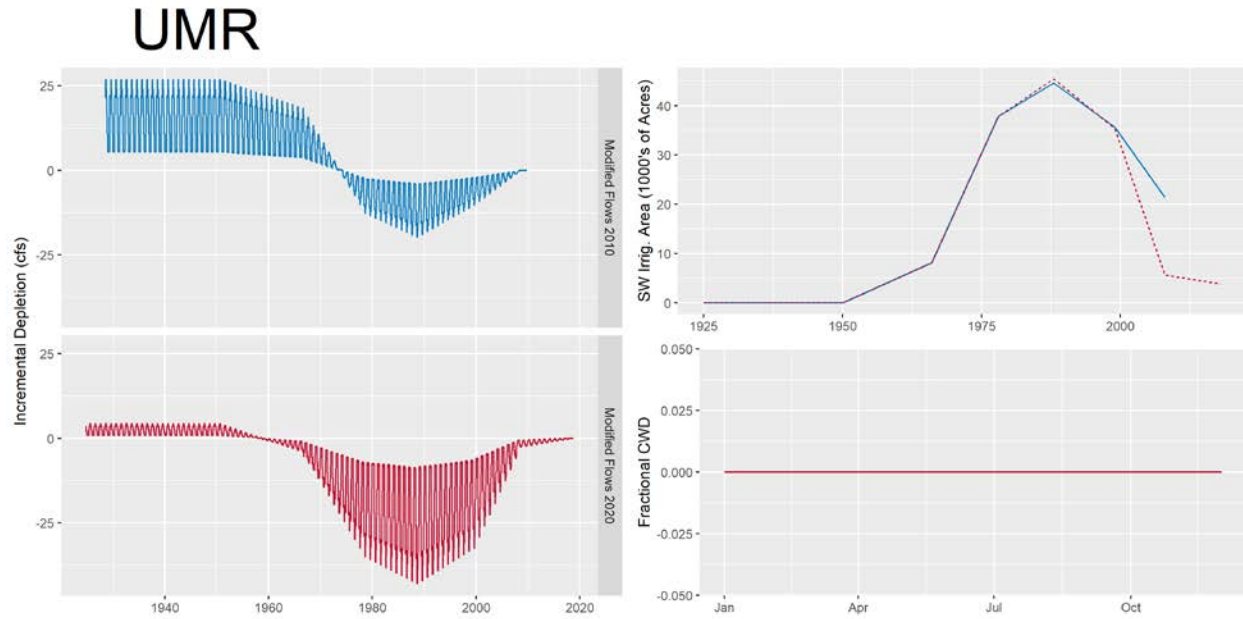 UMR
Incremental Depletion (cfs)
25
0
-25
Modified Flows 2010
25
0
-25
Modified Flows 2020
1940 1960 1980 2000 2020
SW Irrig. Area (1000's of Acres)
40
30
20
10
0
1925 1950 1975 2000
Fractional CWD
0.050
0.025
0.000
-0.025
-0.050
Jan Apr Jul Oct